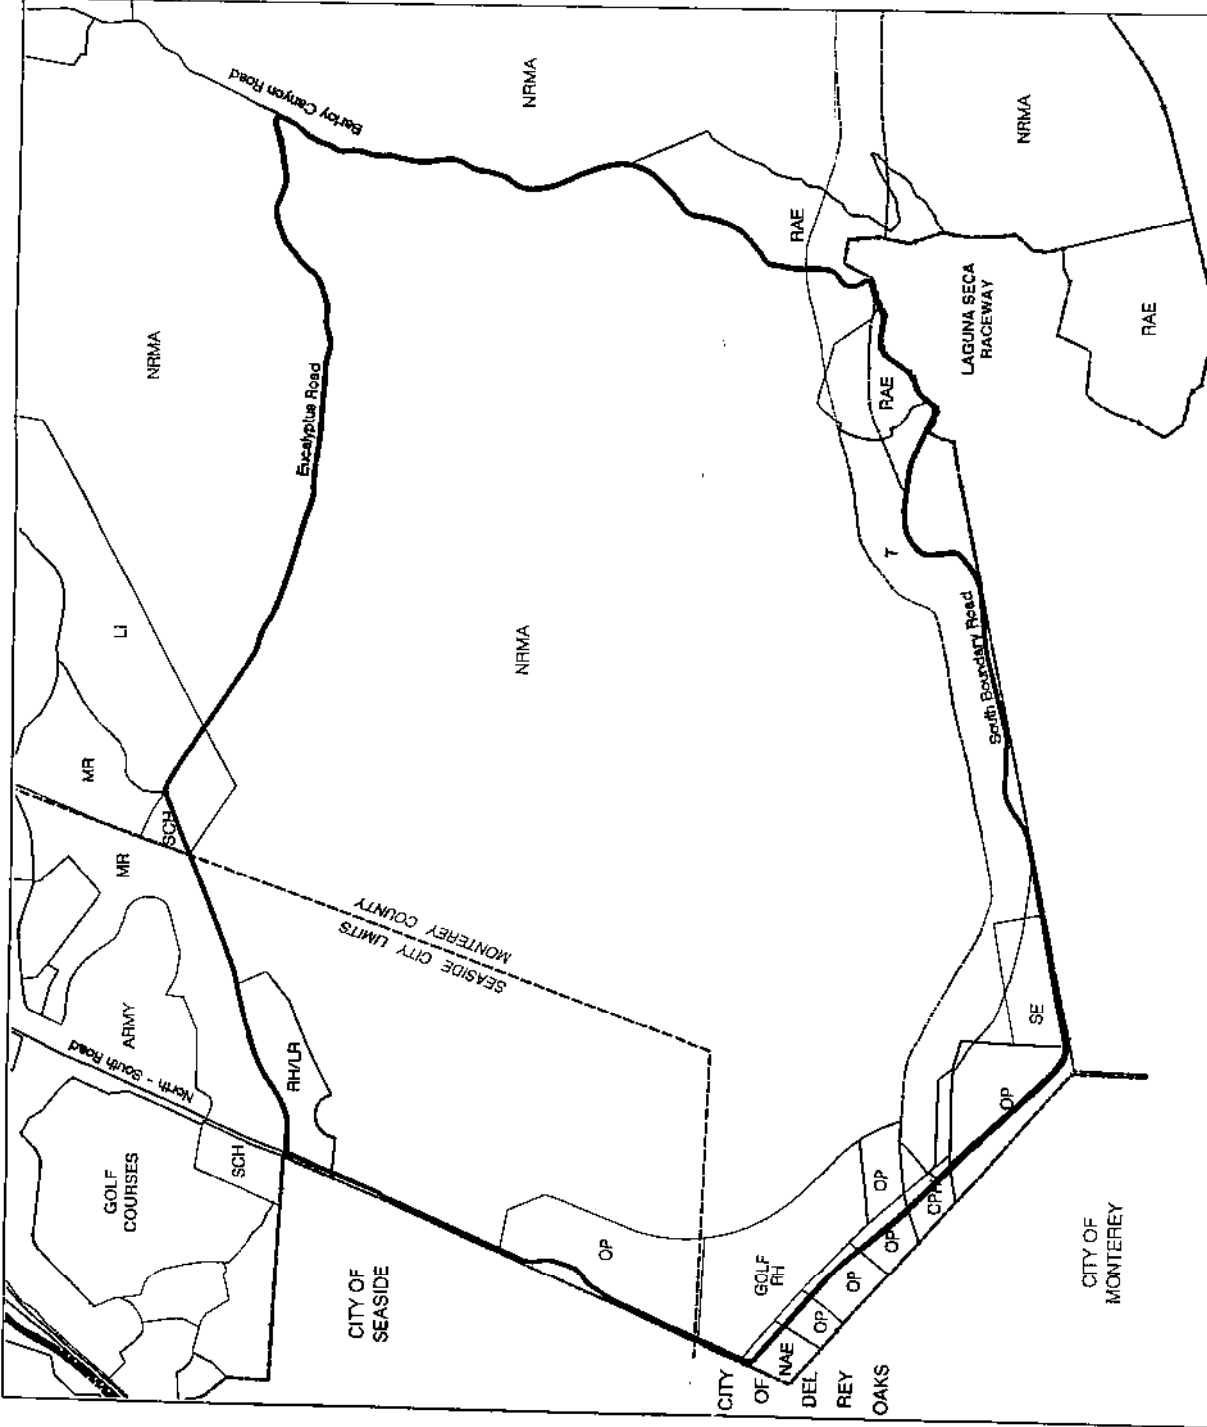 Barloy Canyon Road
NRMA
NRMA
NRMA
RAE
LAGUNA SECA
RACEWAY
RAE
RAE
Eucalyptus Road
LI
NRMA
T
South Boundary Road
MR
SCH
MR
MONTEREY COUNTY
SEASIDE CITY LIMITS
ARMY
North - South Road
RH/LR
SE
OP
GOLF
COURSES
SCH
OP
OP
OP
OP
OP
GOLF
RH
NAE
CITY OF
SEASIDE
CITY OF
MONTEREY
CITY
OF
DEL
REY
OAKS